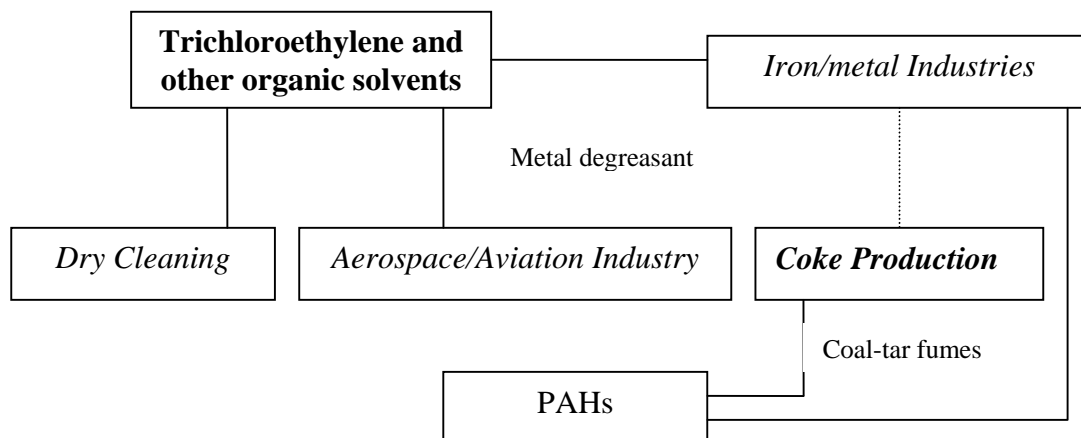 Trichloroethylene and
other organic solvents
Iron/metal Industries
Metal degreasant
Dry Cleaning
Aerospace/Aviation Industry
Coke Production
Coal-tar fumes
PAHs